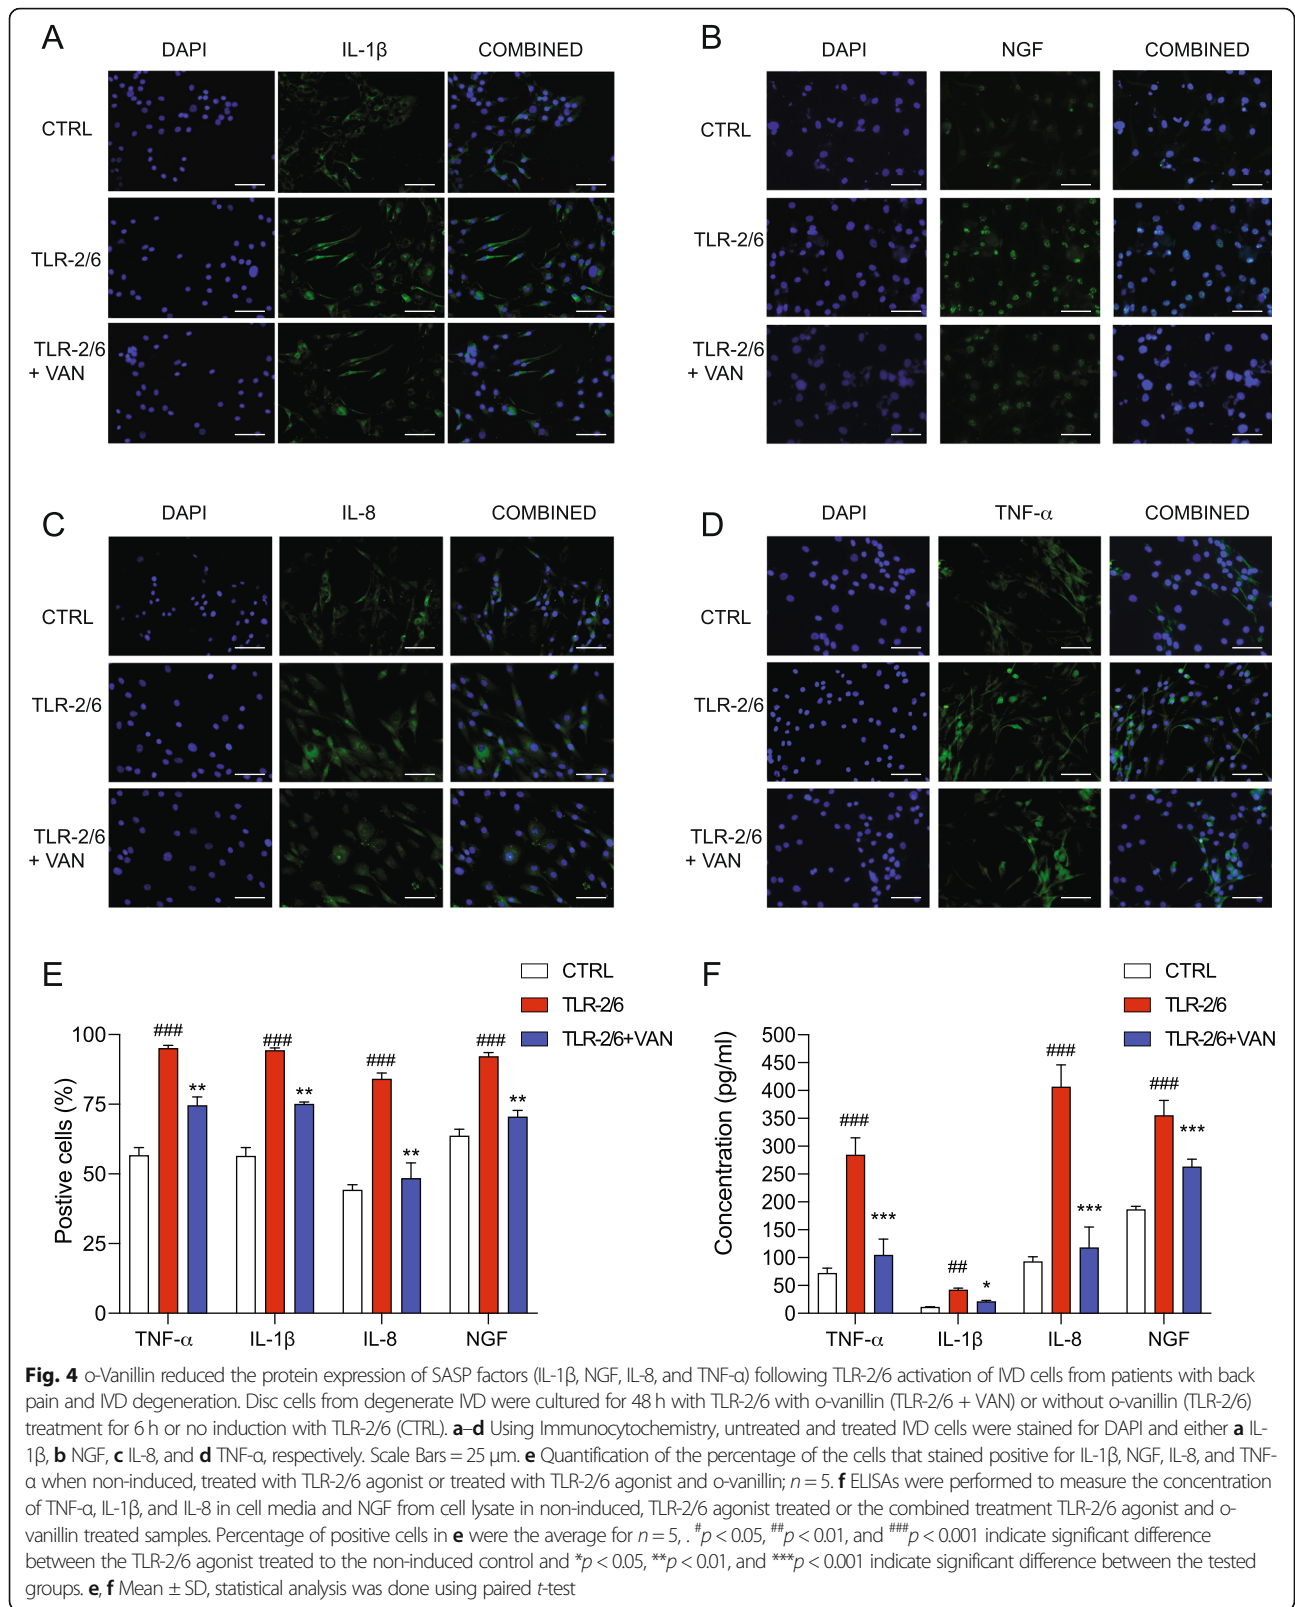 A
DAPI IL-1β COMBINED
CTRL
TLR-2/6
TLR-2/6
+ VAN
B
DAPI NGF COMBINED
CTRL
TLR-2/6
TLR-2/6
+ VAN
C
DAPI IL-8 COMBINED
CTRL
TLR-2/6
TLR-2/6
+ VAN
D
DAPI TNF-α COMBINED
CTRL
TLR-2/6
TLR-2/6
+ VAN
E
CTRL
TLR-2/6
TLR-2/6+VAN
Postive cells (%)
100
75
50
25
0
### ** ### ** ### ** ### **
TNF-α IL-1β IL-8 NGF
F
CTRL
TLR-2/6
TLR-2/6+VAN
Concentration (pg/ml)
500
450
400
350
300
250
200
150
100
50
0
### *** ## * ### *** ### ***
TNF-α IL-1β IL-8 NGF
Fig. 4 o-Vanillin reduced the protein expression of SASP factors (IL-1β, NGF, IL-8, and TNF-α) following TLR-2/6 activation of IVD cells from patients with back
pain and IVD degeneration. Disc cells from degenerate IVD were cultured for 48 h with TLR-2/6 with o-vanillin (TLR-2/6 + VAN) or without o-vanillin (TLR-2/6)
treatment for 6 h or no induction with TLR-2/6 (CTRL). a–d Using Immunocytochemistry, untreated and treated IVD cells were stained for DAPI and either a IL-
1β, b NGF, c IL-8, and d TNF-α, respectively. Scale Bars = 25 μm. e Quantification of the percentage of the cells that stained positive for IL-1β, NGF, IL-8, and TNF-
α when non-induced, treated with TLR-2/6 agonist or treated with TLR-2/6 agonist and o-vanillin; n = 5. f ELISAs were performed to measure the concentration
of TNF-α, IL-1β, and IL-8 in cell media and NGF from cell lysate in non-induced, TLR-2/6 agonist treated or the combined treatment TLR-2/6 agonist and o-
vanillin treated samples. Percentage of positive cells in e were the average for n = 5, . #p < 0.05, ##p < 0.01, and ###p < 0.001 indicate significant difference
between the TLR-2/6 agonist treated to the non-induced control and *p < 0.05, **p < 0.01, and ***p < 0.001 indicate significant difference between the tested
groups. e, f Mean ± SD, statistical analysis was done using paired t-test